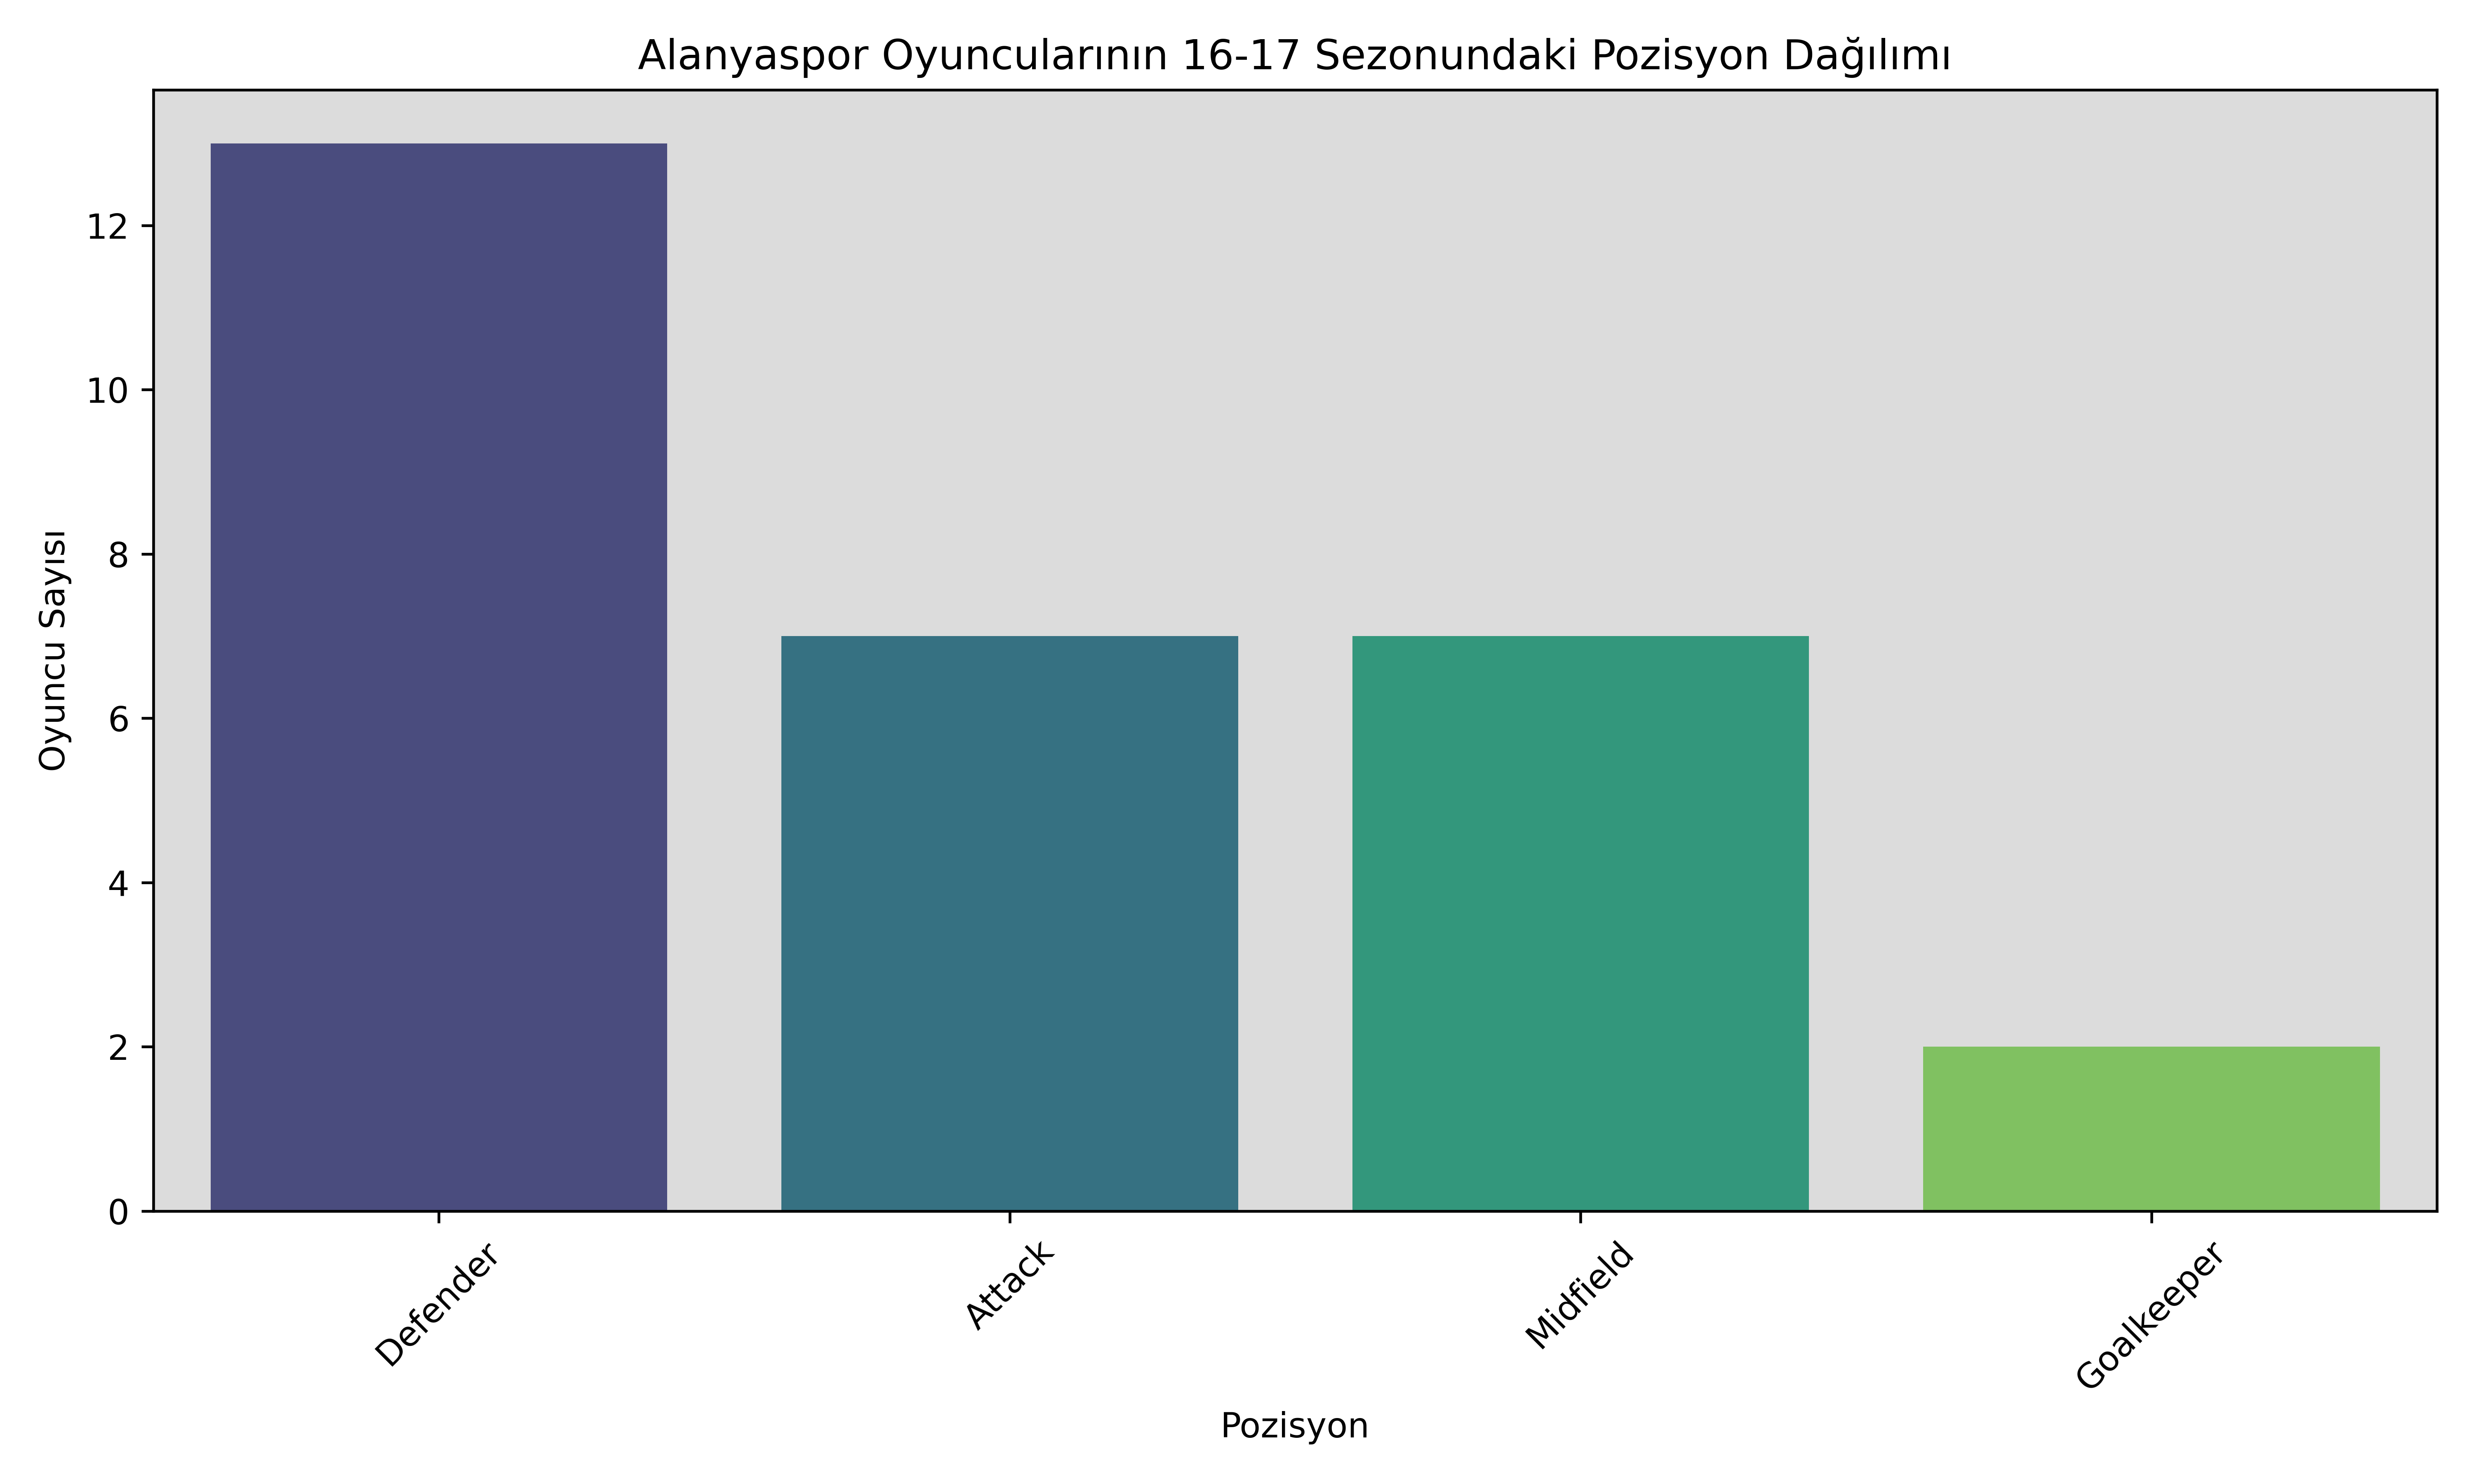 Alanyaspor Oyuncularının 16-17 Sezonundaki Pozisyon Dağılımı
Oyuncu Sayısı
12
10
8
6
4
2
0
Defender
Attack
Midfield
Goalkeeper
Pozisyon